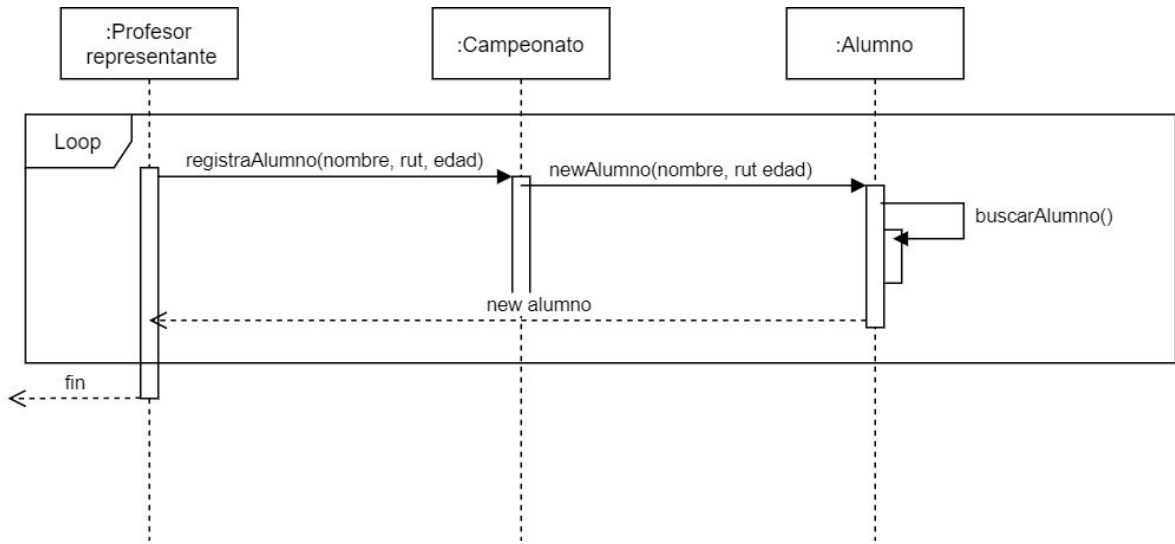 :Profesor
representante
:Campeonato
:Alumno
Loop
registraAlumno(nombre, rut, edad)
newAlumno(nombre, rut edad)
buscarAlumno()
new alumno
fin